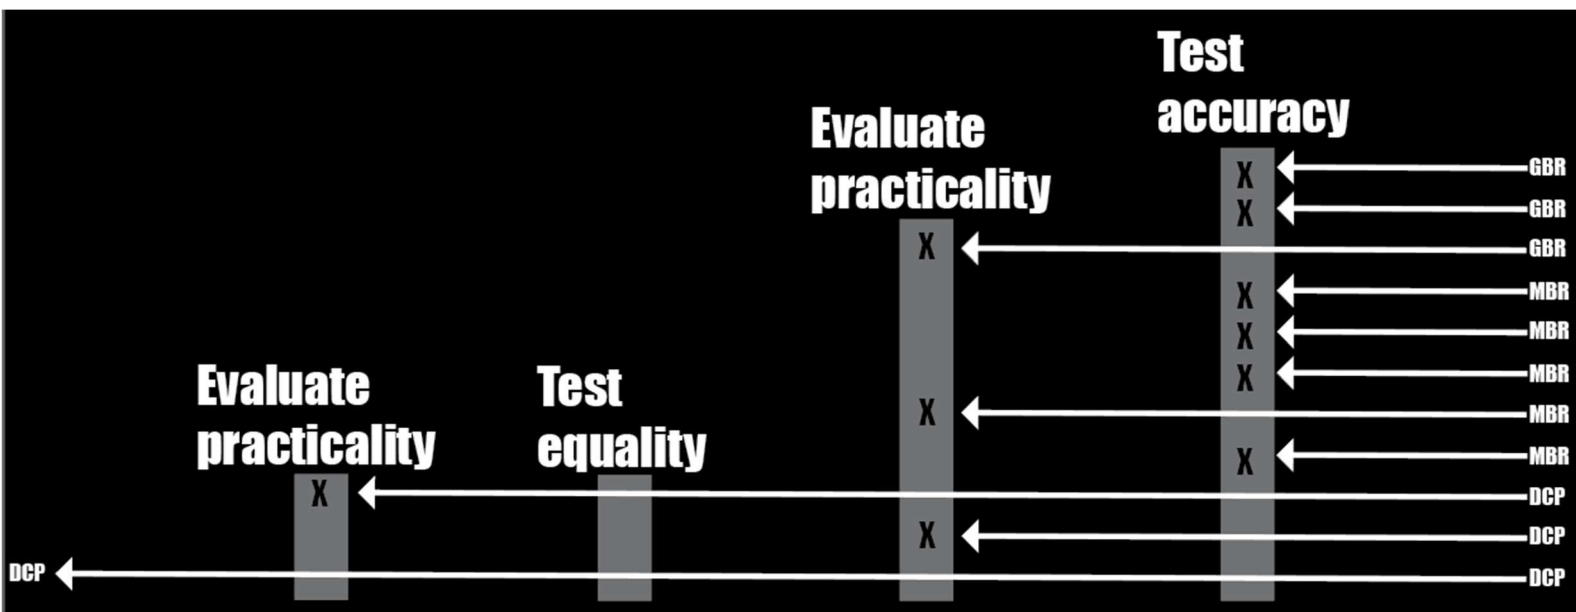 Test
accuracy
Evaluate
practicality
GBR
X
GBR
X
GBR
X
MBR
X
MBR
X
MBR
X
MBR
X
MBR
X
Evaluate
practicality
Test
equality
DCP
X
DCP
X
DCP
DCP